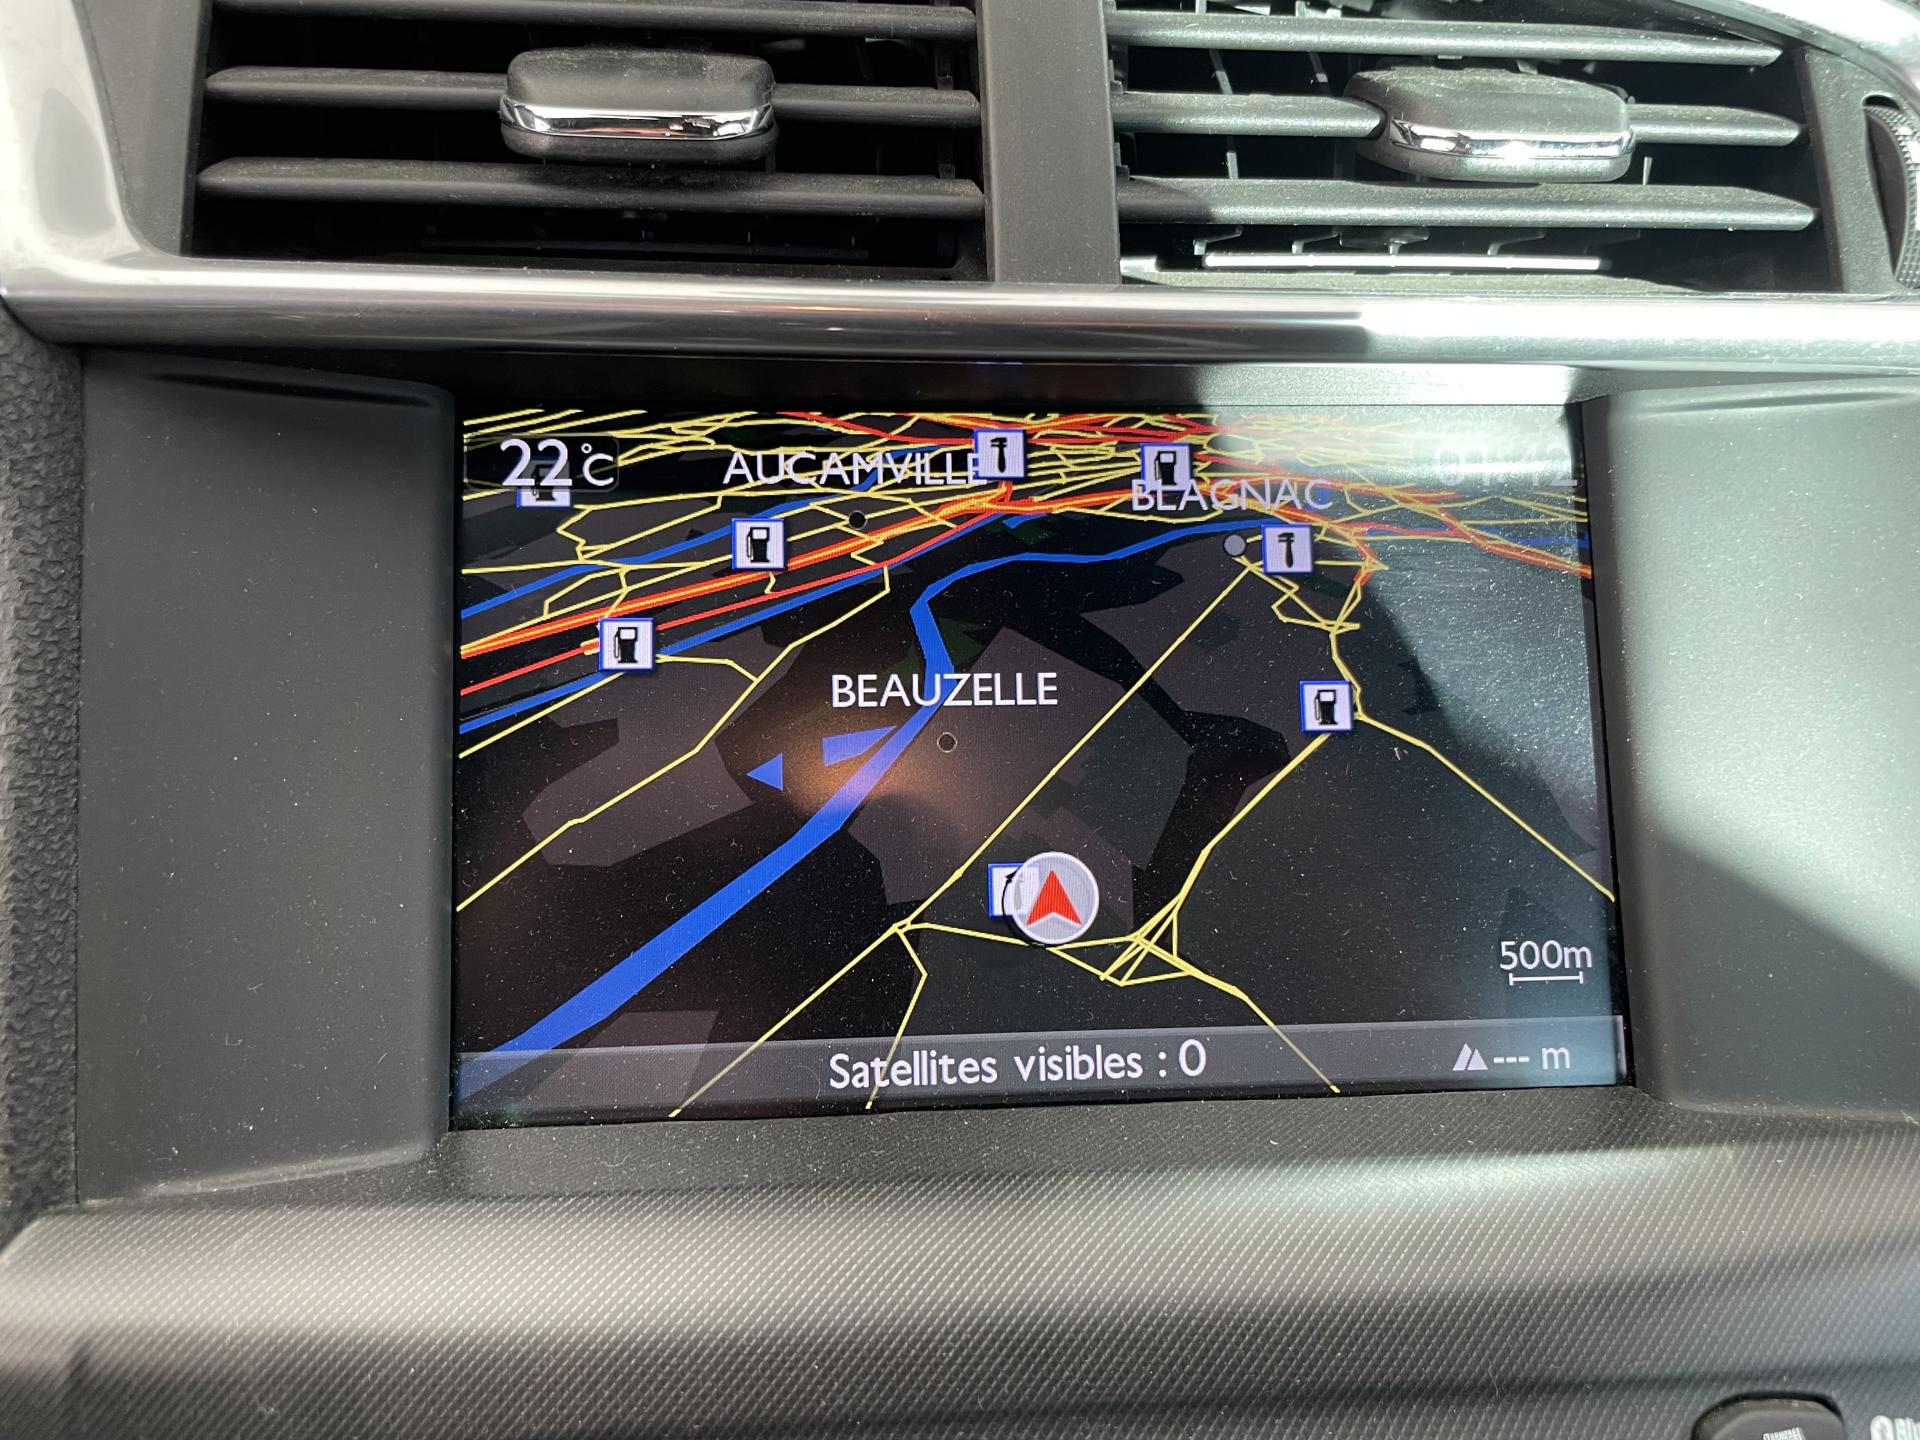 22°C
AUCAMVILLE
BLAGNAC
BEAUZELLE
500m
Satellites visibles : 0
--- m